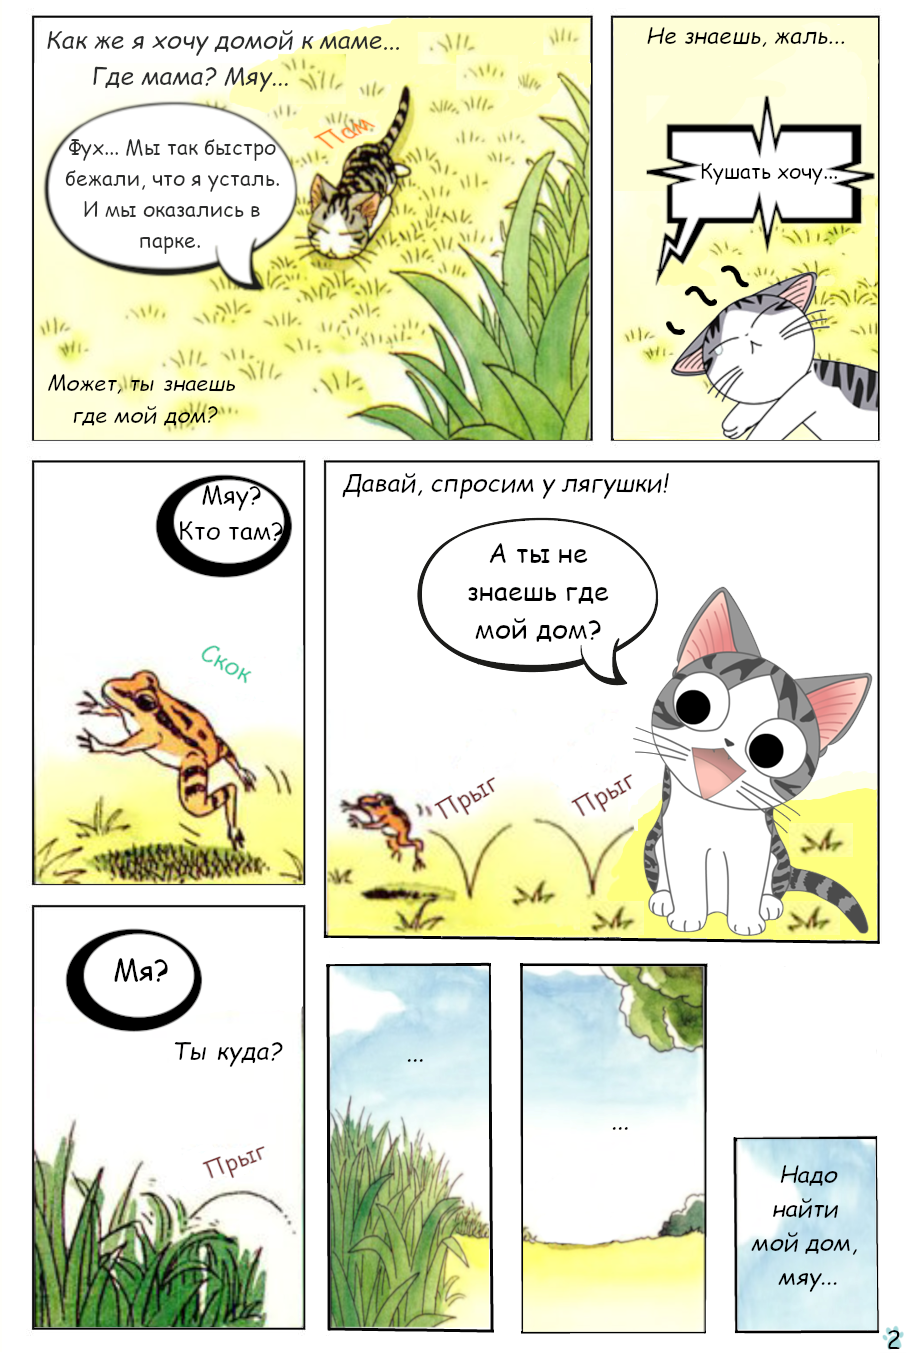 Как же я хочу домой к маме...
Где мама? Мяу...
Пам
Фух... Мы так быстро
бежали, что я усталь.
И мы оказались в
парке.
Может, ты знаешь
где мой дом?
Не знаешь, жаль...
Кушать хочу...
Мяу?
Кто там?
Скок
Давай, спросим у лягушки!
А ты не
знаешь где
мой дом?
Прыг
Прыг
Мя?
Ты куда?
Прыг
...
...
Надо
найти
мой дом,
мяу...
2